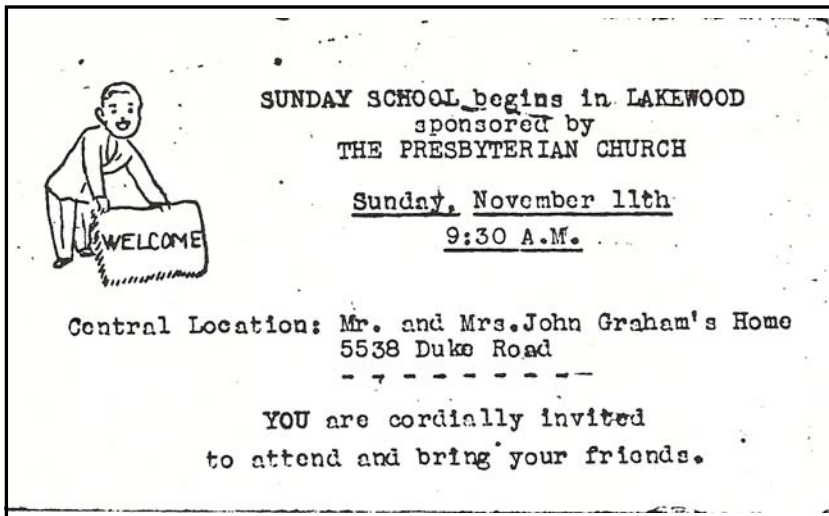 SUNDAY SCHOOL begins in LAKEWOOD
sponsored by
THE PRESBYTERIAN CHURCH
Sunday, November 11th
9:30 A.M.
WELCOME
Central Location: Mr. and Mrs.John Graham's Home
5538 Duke Road
- - - - - - - - -
YOU are cordially invited
to attend and bring your friends.